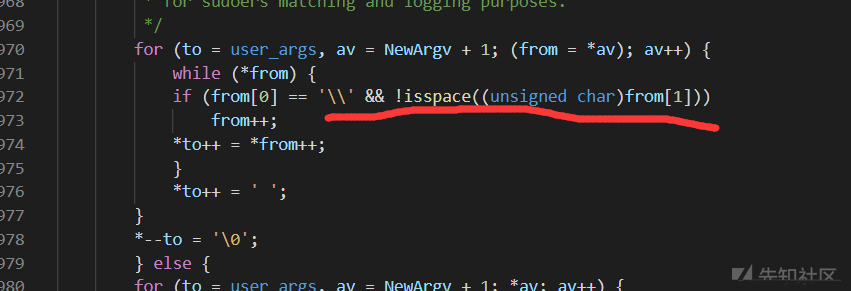 968 * for sudoers matching and logging purposes.
969 */
970 for (to = user_args, av = NewArgv + 1; (from = *av); av++) {
971 while (*from) {
972 if (from[0] == '\\' && !isspace((unsigned char)from[1]))
973 from++;
974 *to++ = *from++;
975 }
976 *to++ = ' ';
977 }
978 *--to = '\0';
979 } else {
980 for (to = user_args, av = NewArgv + 1; *av; av++) {
先知社区